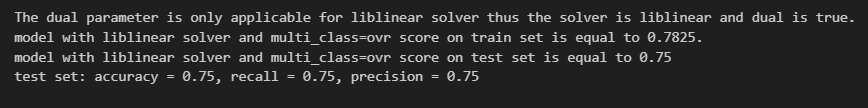 The dual parameter is only applicable for liblinear solver thus the solver is liblinear and dual is true.
model with liblinear solver and multi_class=ovr score on train set is equal to 0.7825.
model with liblinear solver and multi_class=ovr score on test set is equal to 0.75
test set: accuracy = 0.75, recall = 0.75, precision = 0.75